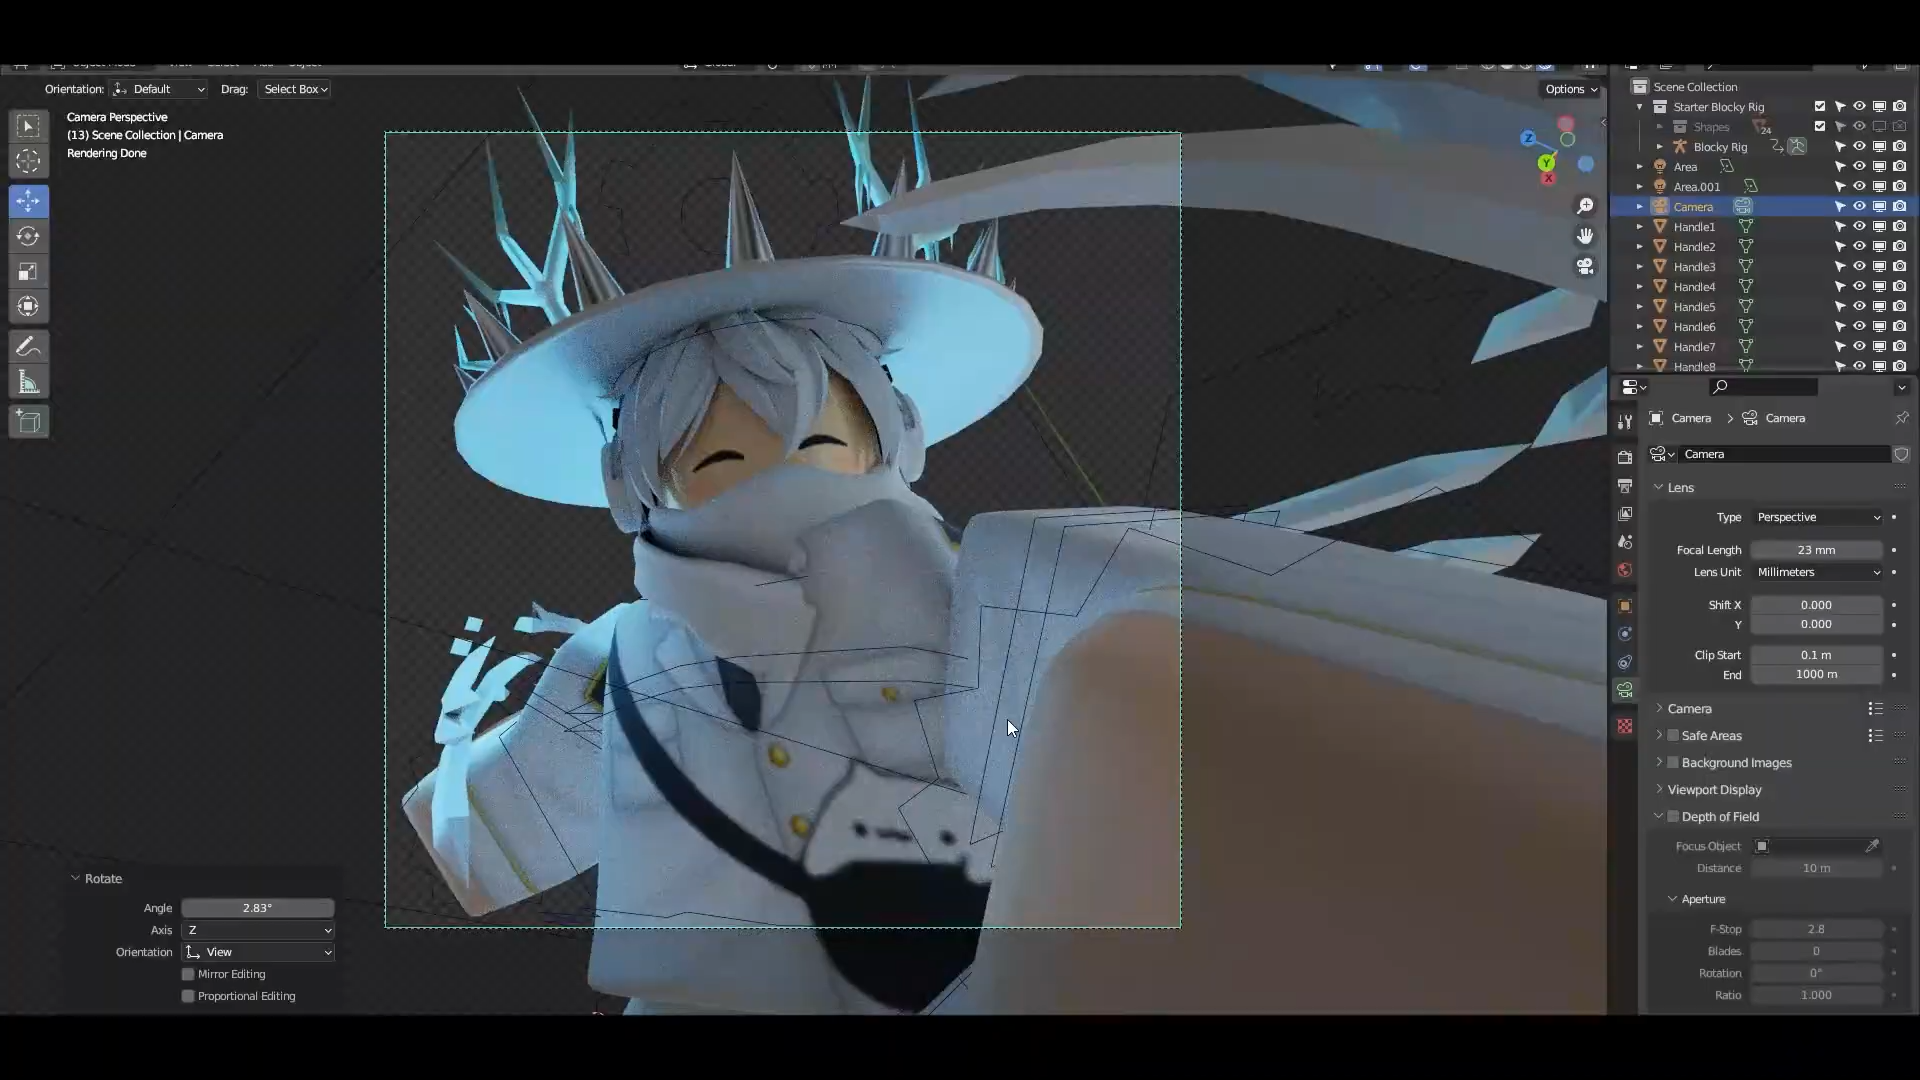 Orientation: Default Drag: Select Box Options
Camera Perspective
(13) Scene Collection | Camera
Rendering Done
Z
Y
X
Rotate
Angle 2.83°
Axis Z
Orientation View
Mirror Editing
Proportional Editing
Scene Collection
Starter Blocky Rig
Shapes 24
Blocky Rig
Area
Area.001
Camera
Handle1
Handle2
Handle3
Handle4
Handle5
Handle6
Handle7
Handle8
Camera > Camera
Camera
Lens
Type Perspective
Focal Length 23 mm
Lens Unit Millimeters
Shift X 0.000
Y 0.000
Clip Start 0.1 m
End 1000 m
Camera
Safe Areas
Background Images
Viewport Display
Depth of Field
Focus Object
Distance 10 m
Aperture
F-Stop 2.8
Blades 0
Rotation 0°
Ratio 1.000